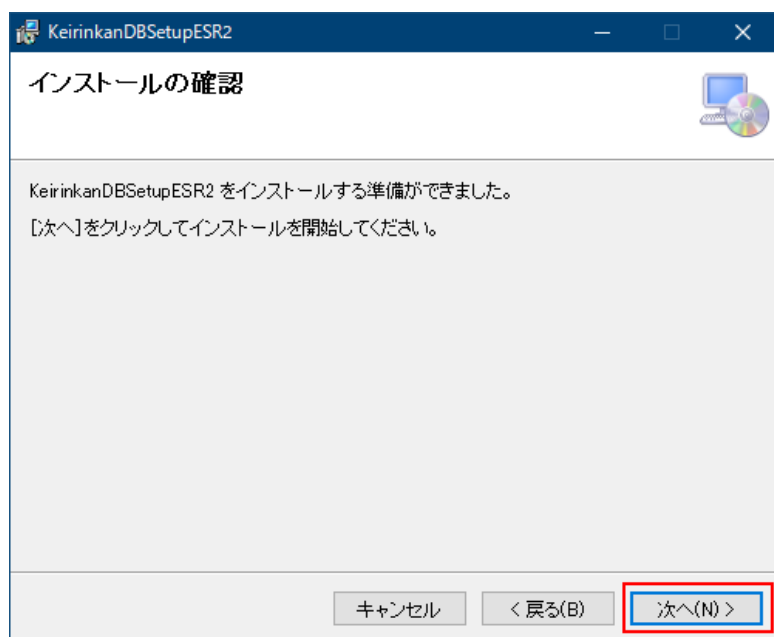 KeirinkanDBSetupESR2
インストールの確認
KeirinkanDBSetupESR2 をインストールする準備ができました。
[次へ]をクリックしてインストールを開始してください。
キャンセル
< 戻る(B)
次へ(N) >